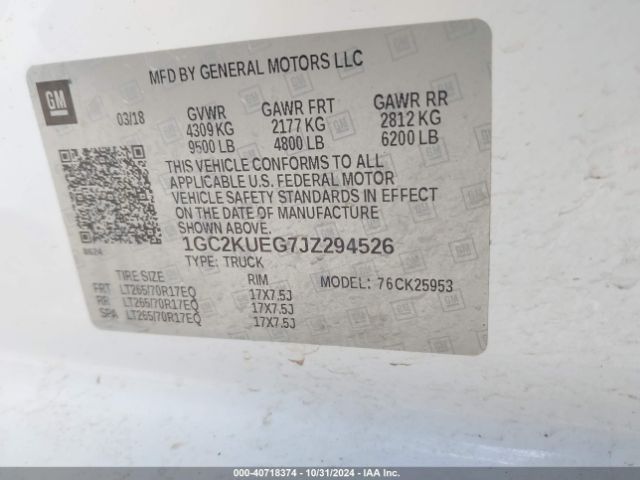 GM
MFD BY GENERAL MOTORS LLC
03/18 GVWR GAWR FRT GAWR RR
4309 KG 2177 KG 2812 KG
9500 LB 4800 LB 6200 LB
THIS VEHICLE CONFORMS TO ALL
APPLICABLE U.S. FEDERAL MOTOR
VEHICLE SAFETY STANDARDS IN EFFECT
ON THE DATE OF MANUFACTURE
SHOWN ABOVE.
1GC2KUEG7JZ294526
TYPE: TRUCK
MODEL: 76CK25953
TIRE SIZE RIM
FRT LT265/70R17EQ 17X7.5J
RR LT265/70R17EQ 17X7.5J
SPA LT265/70R17EQ 17X7.5J
000-40718374 - 10/31/2024 - IAA Inc.